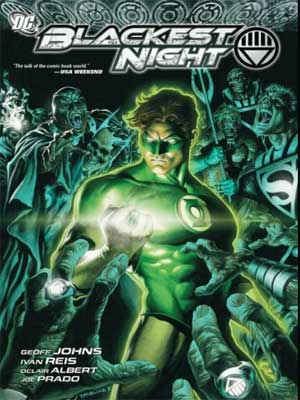 DC
BLACKEST
NIGHT
"The talk of the comic book world."
— USA WEEKEND
GEOFF JOHNS
IVAN REIS
OCLAIR ALBERT
JOE PRADO